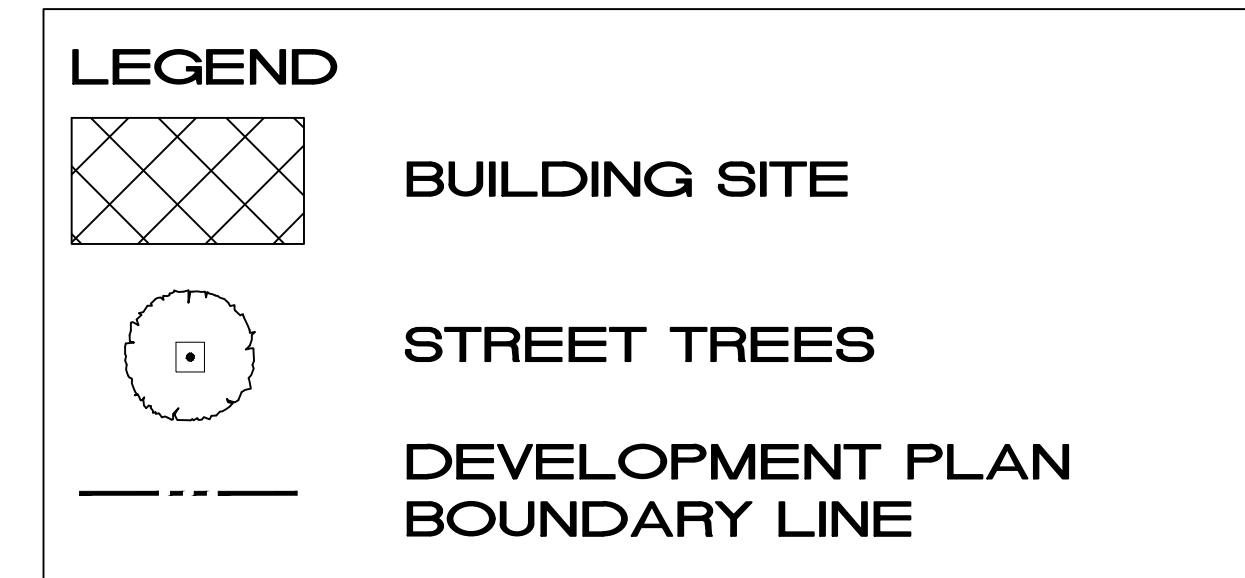 LEGEND
BUILDING SITE
STREET TREES
DEVELOPMENT PLAN
BOUNDARY LINE